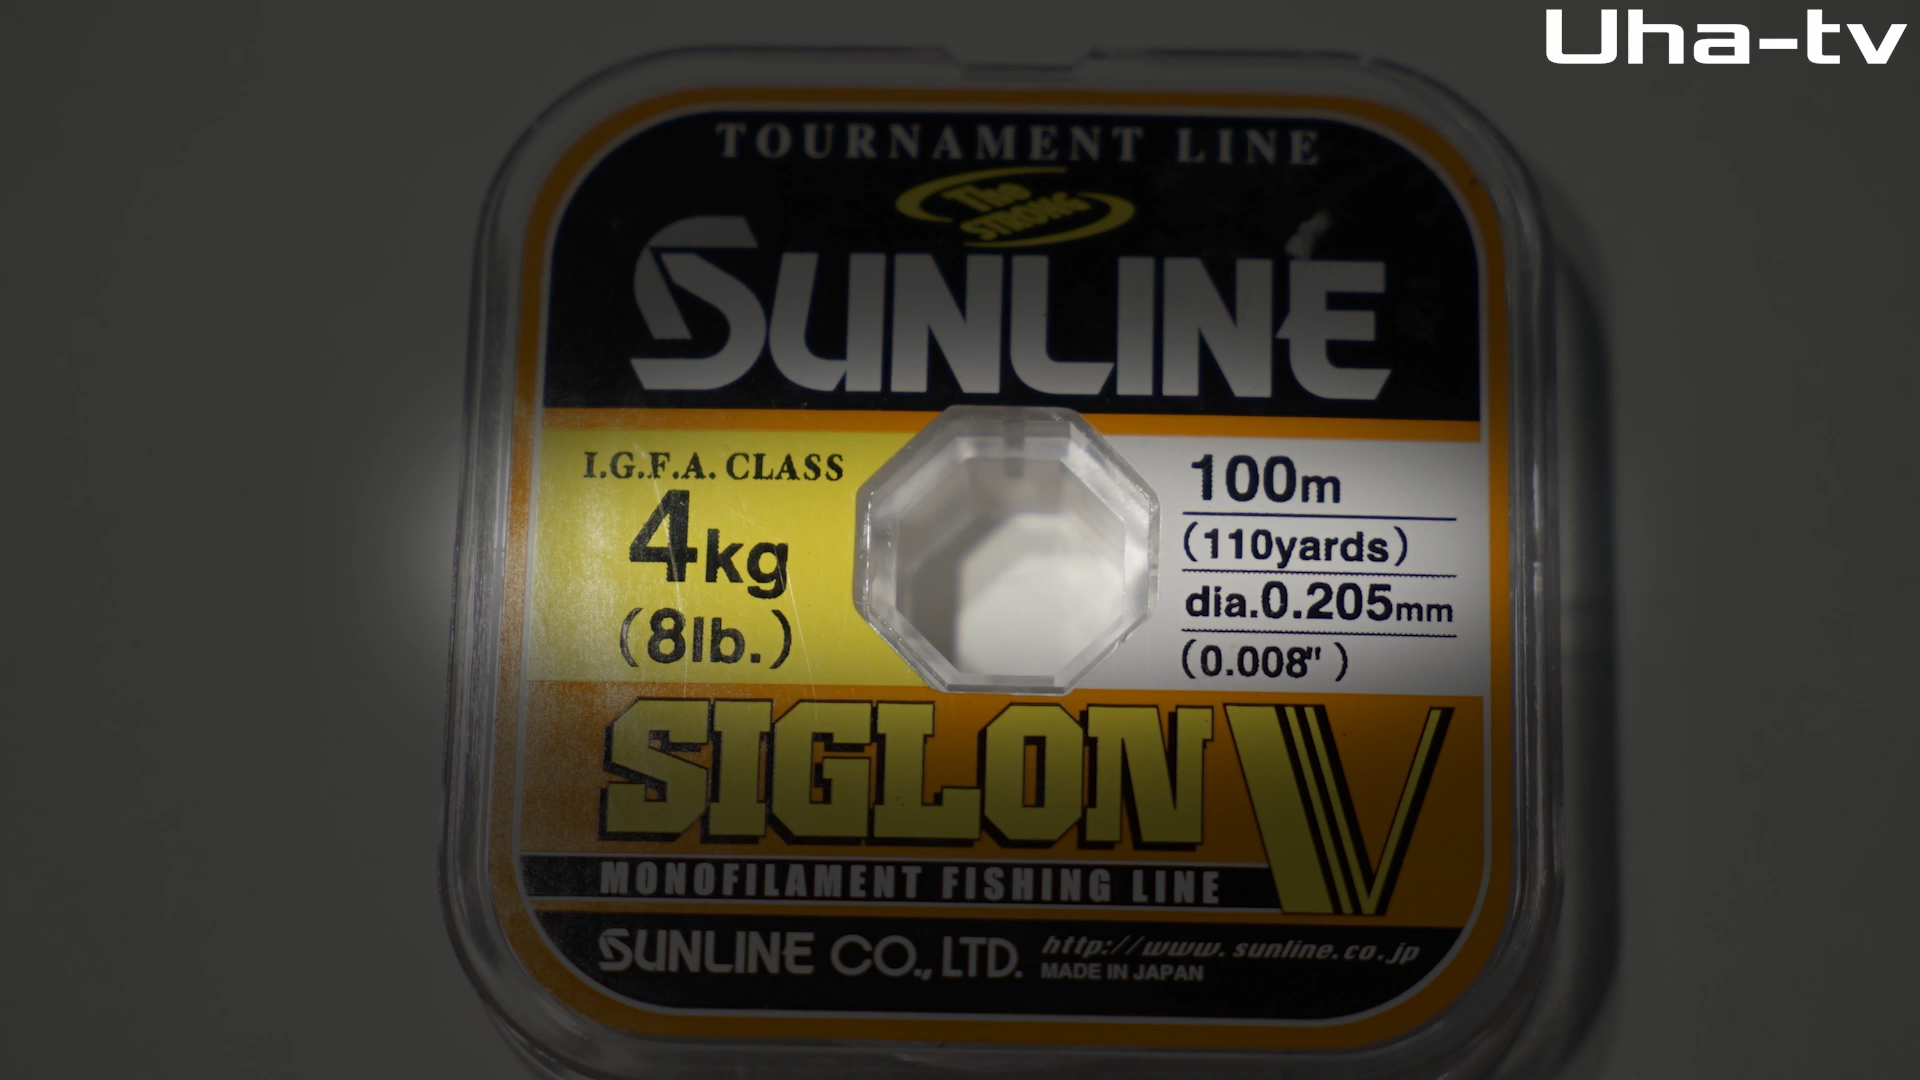 Uha-tv
TOURNAMENT LINE
The
STRONG
SUNLINE
I.G.F.A. CLASS
4kg
(8lb.)
100m
(110yards)
dia.0.205mm
(0.008")
SIGLON V
MONOFILAMENT FISHING LINE
SUNLINE CO., LTD.
http://www.sunline.co.jp
MADE IN JAPAN